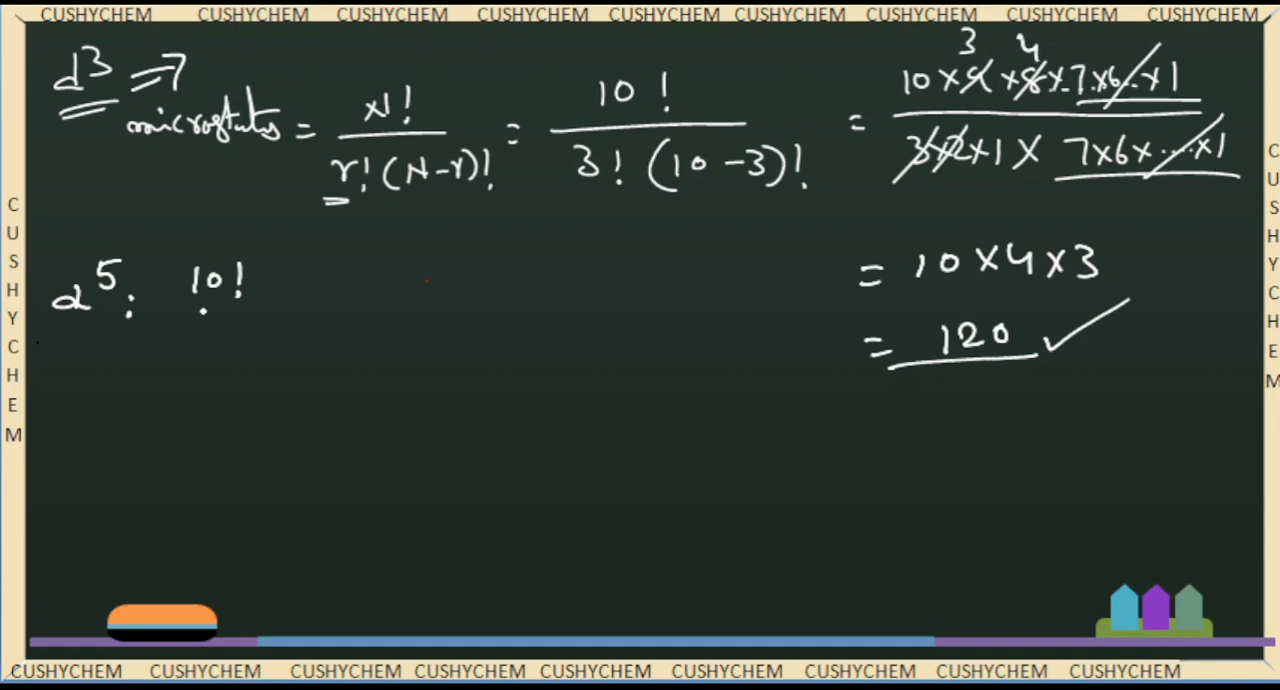 CUSHYCHEM CUSHYCHEM CUSHYCHEM CUSHYCHEM CUSHYCHEM CUSHYCHEM CUSHYCHEM CUSHYCHEM CUSHYCHEM
d³ ⇒
microstates = N! / r!(N-r)! = 10! / 3!(10-3)! = 10×9×8×7×6...×1 / 3×2×1×7×6×...×1
3 4
= 10×4×3
d⁵: 10!
= 120 ✓
CUSHYCHEM
CUSHYCHEM
CUSHYCHEM CUSHYCHEM CUSHYCHEM CUSHYCHEM CUSHYCHEM CUSHYCHEM CUSHYCHEM CUSHYCHEM CUSHYCHEM